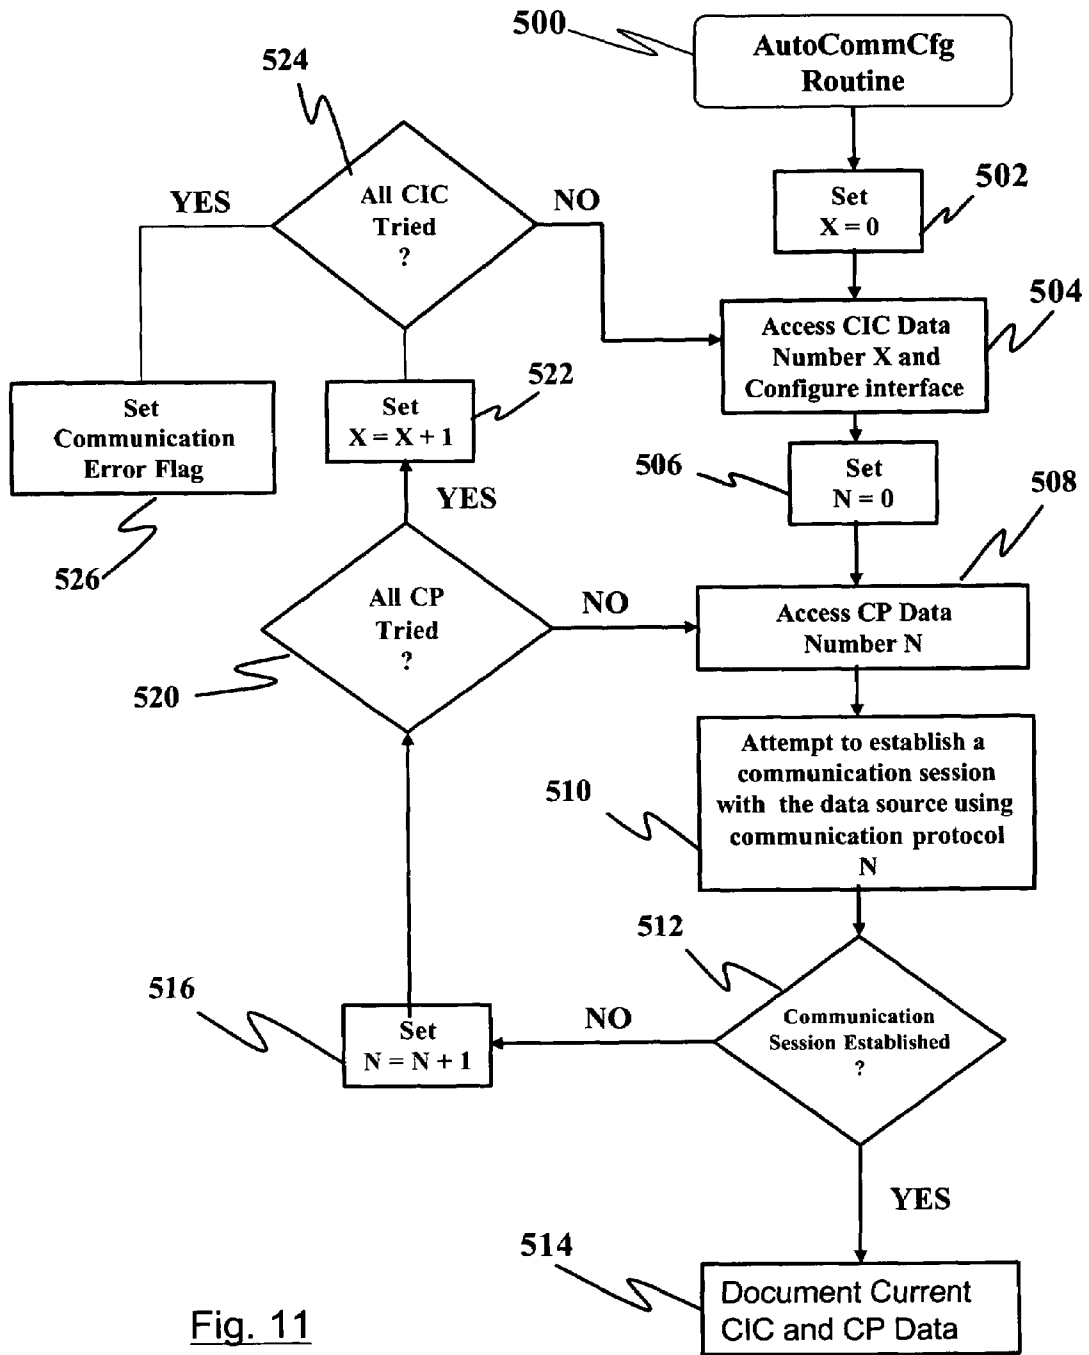 500
AutoCommCfg
Routine
524
YES
All CIC
Tried
?
NO
Set
X = 0
502
Access CIC Data
Number X and
Configure interface
504
Set
Communication
Error Flag
526
Set
X = X + 1
522
YES
506
Set
N = 0
508
All CP
Tried
?
520
NO
Access CP Data
Number N
510
Attempt to establish a
communication session
with the data source using
communication protocol
N
512
Communication
Session Established
?
NO
516
Set
N = N + 1
YES
514
Document Current
CIC and CP Data
Fig. 11